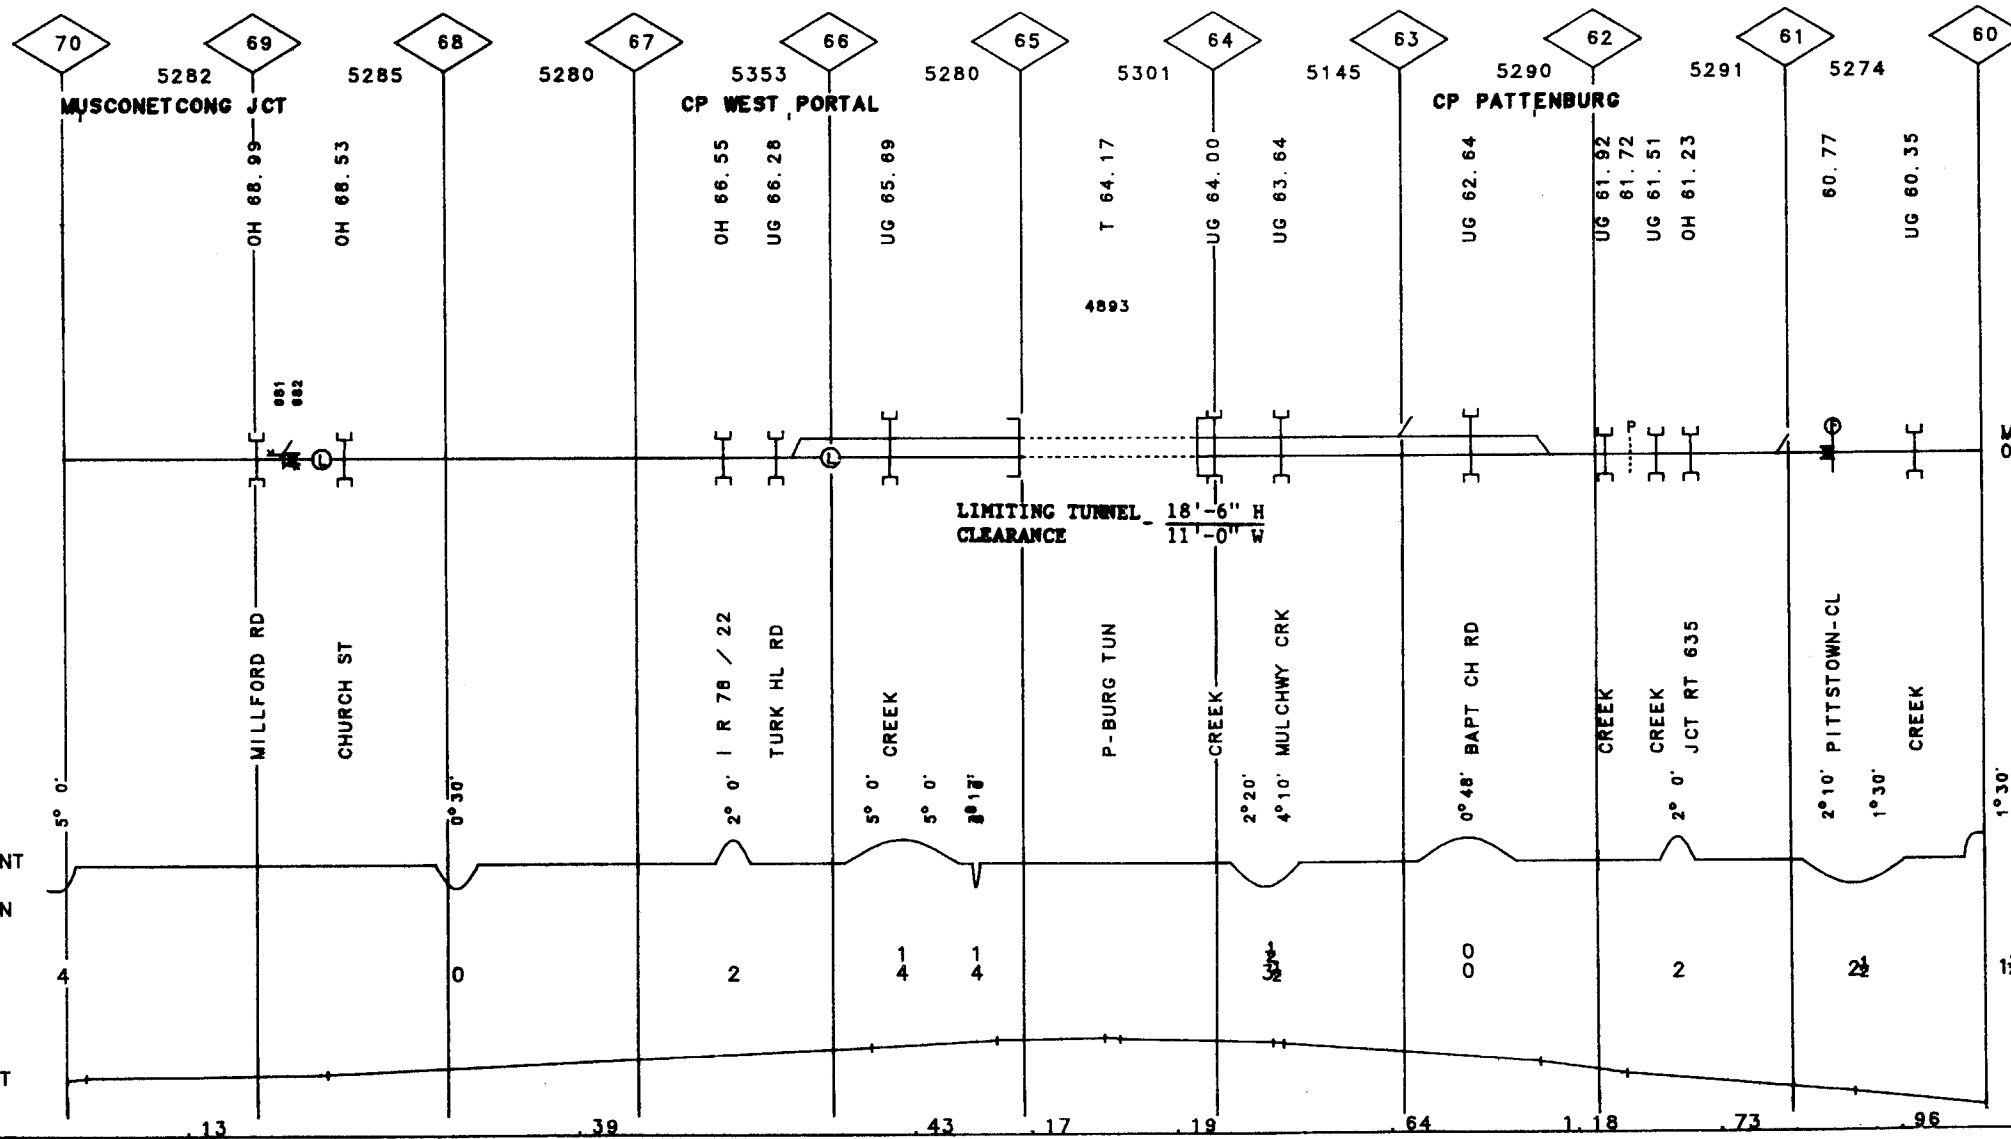 70 69 68 67 66 65 64 63 62 61 60
5282 5285 5280 5353 5280 5301 5145 5290 5291 5274
MUSCONETCONG JCT
CP WEST PORTAL
CP PATTENBURG
OH 68.99
OH 68.53
OH 66.55
UG 66.28
UG 65.69
T 64.17
UG 64.00
UG 63.64
UG 62.64
UG 61.92
61.72
UG 61.51
OH 61.23
60.77
UG 60.35
4893
681
682
L
L
P
P
M
O
LIMITING TUNNEL - 18'-6" H
CLEARANCE 11'-0" W
MILLFORD RD
CHURCH ST
I R 78 / 22
TURK HL RD
CREEK
P-BURG TUN
CREEK
MULCHWY CRK
BAPT CH RD
CREEK
CREEK
JCT RT 635
PITTSTOWN-CL
CREEK
5° 0'
0°30'
2° 0'
5° 0'
5° 0'
2°20'
4°10'
0°48'
2° 0'
2°10'
1°30'
1°30'
NT
N
1 1 0
4 0 2 4 4 0 2
T
.13 .39 .43 .17 .19 .64 1.18 .73 .96